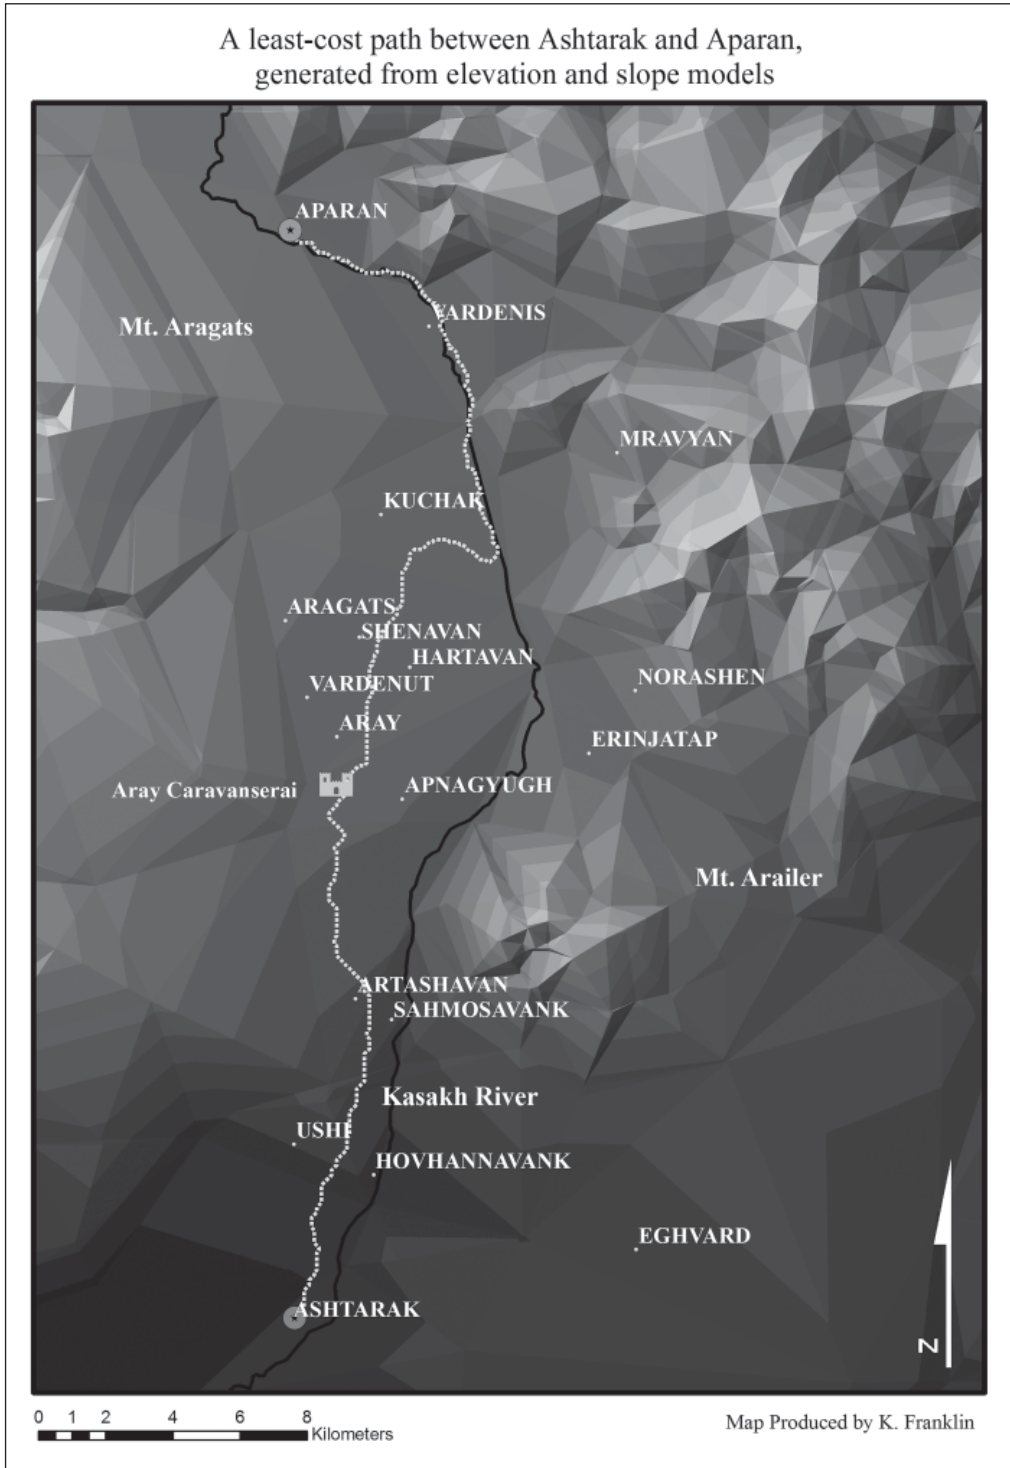 A least-cost path between Ashtarak and Aparan,
generated from elevation and slope models
APARAN
VARDENIS
Mt. Aragats
MRAVYAN
KUCHAK
ARAGATS
SHENAVAN
HARTAVAN
NORASHEN
VARDENUT
ARAY
ERINJATAP
Aray Caravanserai
APNAGYUGH
Mt. Arailer
ARTASHAVAN
SAHMOSAVANK
Kasakh River
USHI
HOVHANNAVANK
EGHVARD
ASHTARAK
N
0 1 2 4 6 8
Kilometers
Map Produced by K. Franklin